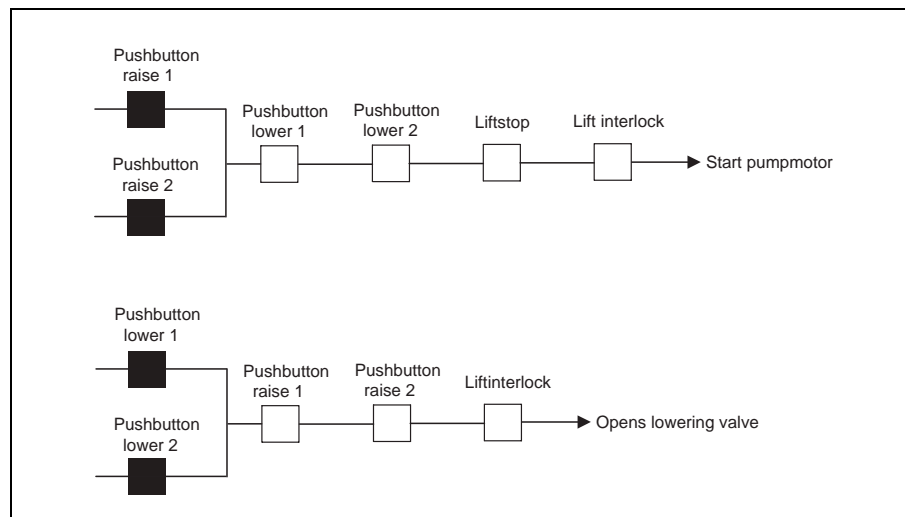 Pushbutton
raise 1
Pushbutton
lower 1
Pushbutton
lower 2
Liftstop
Lift interlock
Start pumpmotor
Pushbutton
raise 2
Pushbutton
lower 1
Pushbutton
raise 1
Pushbutton
raise 2
Liftinterlock
Opens lowering valve
Pushbutton
lower 2